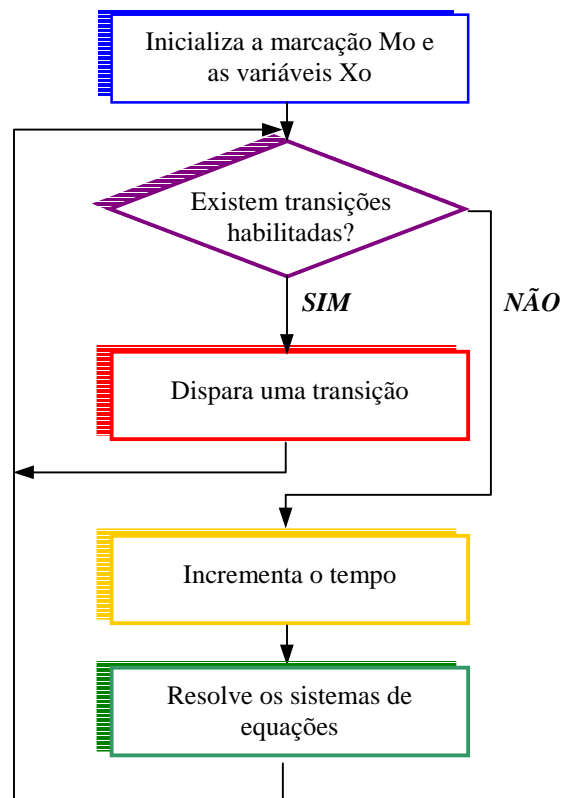 Inicializa a marcação Mo e
as variáveis Xo
Existem transições
habilitadas?
SIM
NÃO
Dispara uma transição
Incrementa o tempo
Resolve os sistemas de
equações